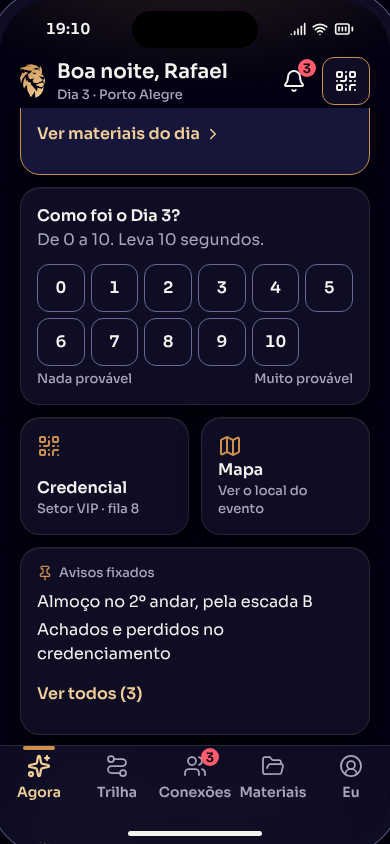 19:10
Boa noite, Rafael
Dia 3 · Porto Alegre
3
Ver materiais do dia
Como foi o Dia 3?
De 0 a 10. Leva 10 segundos.
0 1 2 3 4 5
6 7 8 9 10
Nada provável Muito provável
Credencial
Setor VIP · fila 8
Mapa
Ver o local do
evento
Avisos fixados
Almoço no 2º andar, pela escada B
Achados e perdidos no
credenciamento
Ver todos (3)
3
Agora Trilha Conexões Materiais Eu